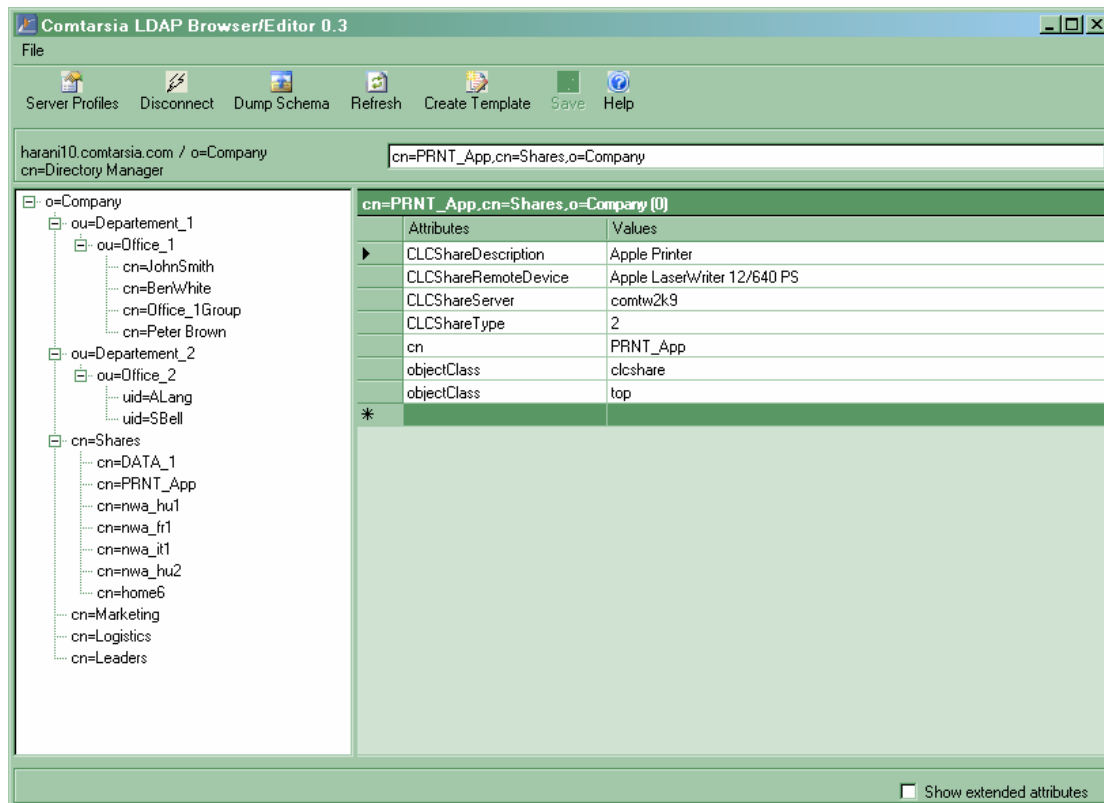 Comtarsia LDAP Browser/Editor 0.3
File
Server Profiles Disconnect Dump Schema Refresh Create Template Save Help
harani10.comtarsia.com / o=Company
cn=Directory Manager
cn=PRNT_App,cn=Shares,o=Company
o=Company
ou=Departement_1
ou=Office_1
cn=JohnSmith
cn=BenWhite
cn=Office_1Group
cn=Peter Brown
ou=Departement_2
ou=Office_2
uid=ALang
uid=SBell
cn=Shares
cn=DATA_1
cn=PRNT_App
cn=nwa_hu1
cn=nwa_fr1
cn=nwa_it1
cn=nwa_hu2
cn=home6
cn=Marketing
cn=Logistics
cn=Leaders
cn=PRNT_App,cn=Shares,o=Company (0)
Attributes Values
CLCShareDescription Apple Printer
CLCShareRemoteDevice Apple LaserWriter 12/640 PS
CLCShareServer comtw2k9
CLCShareType 2
cn PRNT_App
objectClass clcshare
objectClass top
Show extended attributes